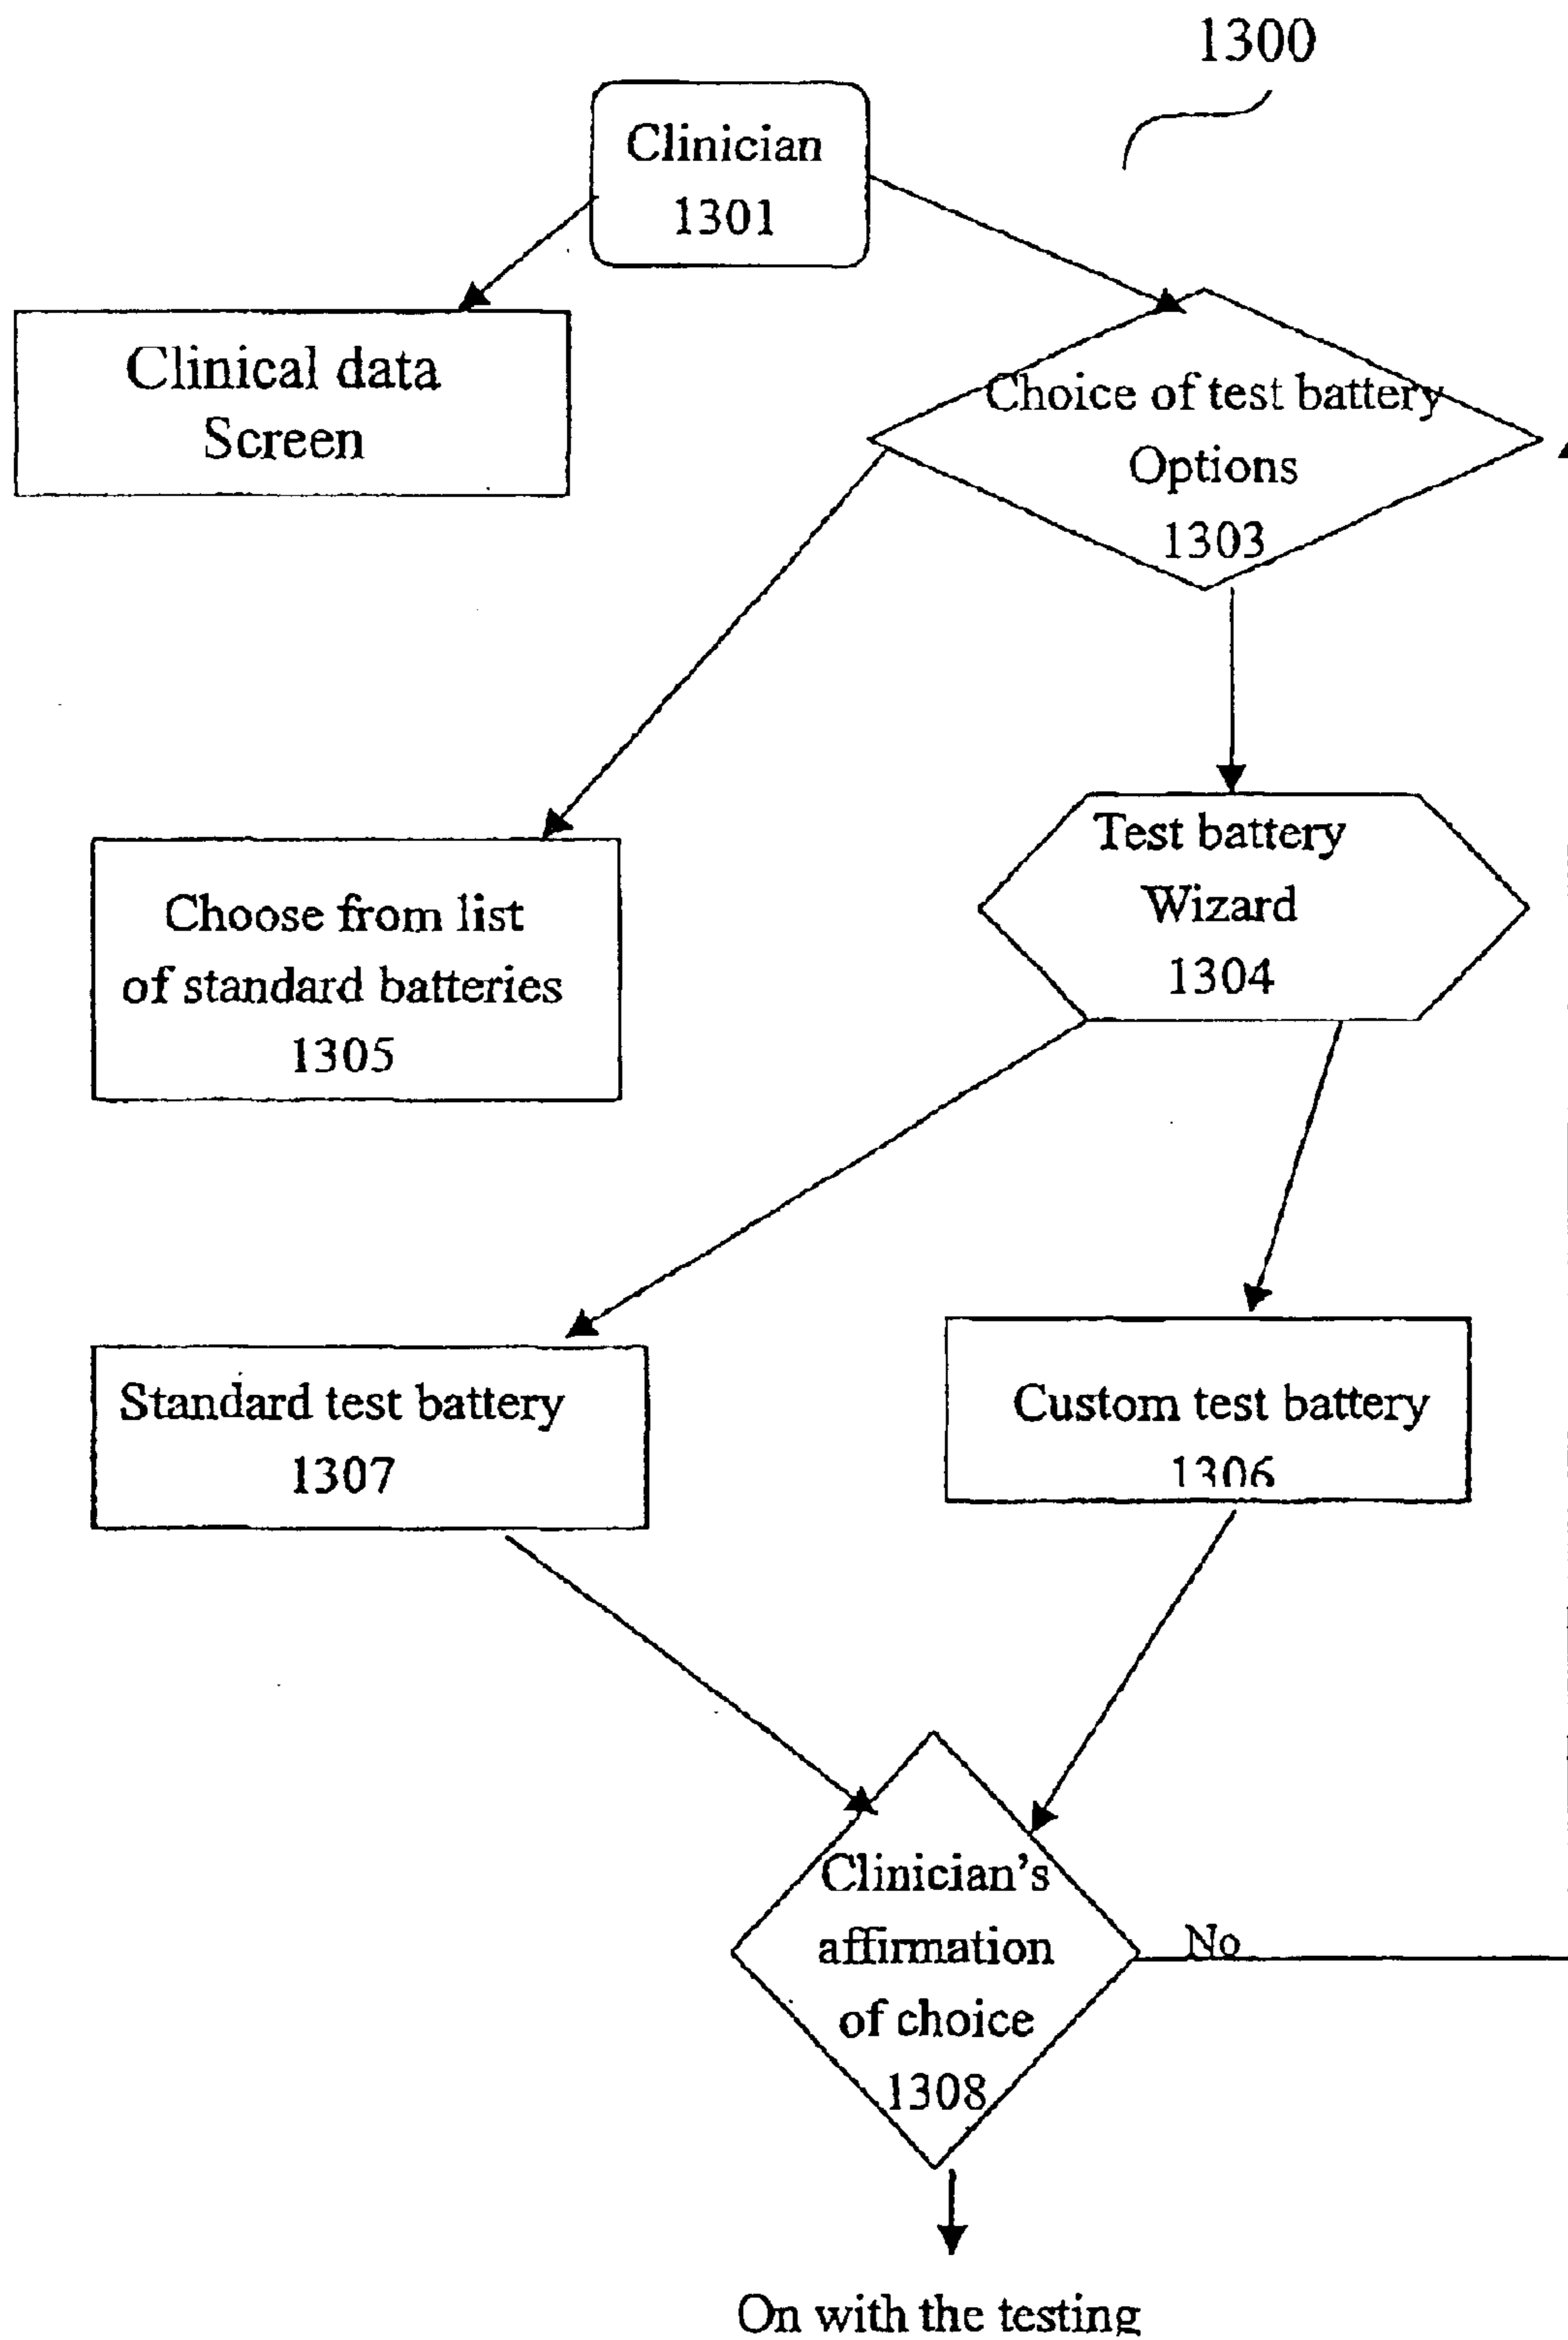 1300
Clinician
1301
Clinical data
Screen
Choice of test battery
Options
1303
Test battery
Wizard
1304
Choose from list
of standard batteries
1305
Standard test battery
1307
Custom test battery
1306
Clinician's
affirmation
of choice
1308
No
On with the testing